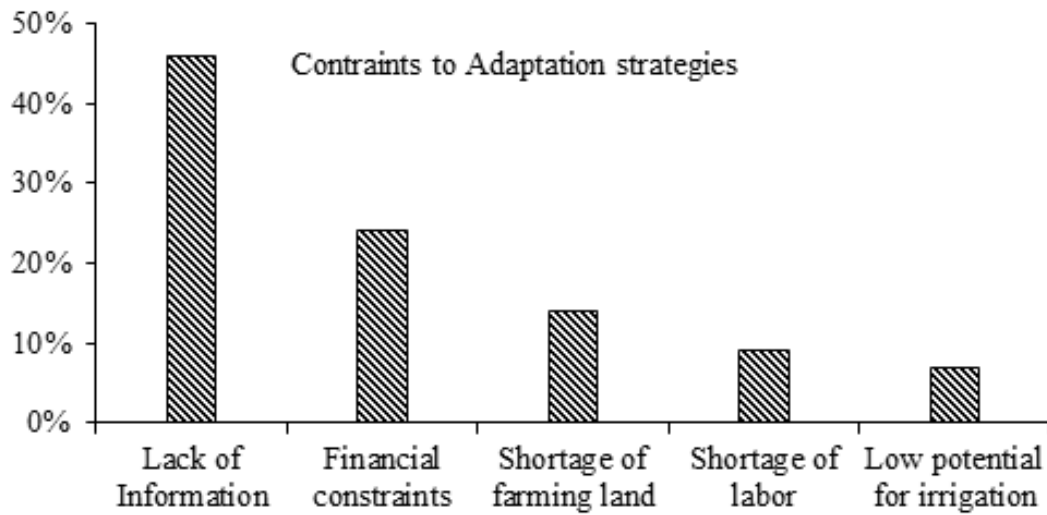 50%
Contraints to Adaptation strategies
40%
30%
20%
10%
0%
Lack of
Information
Financial
constraints
Shortage of
farming land
Shortage of
labor
Low potential
for irrigation